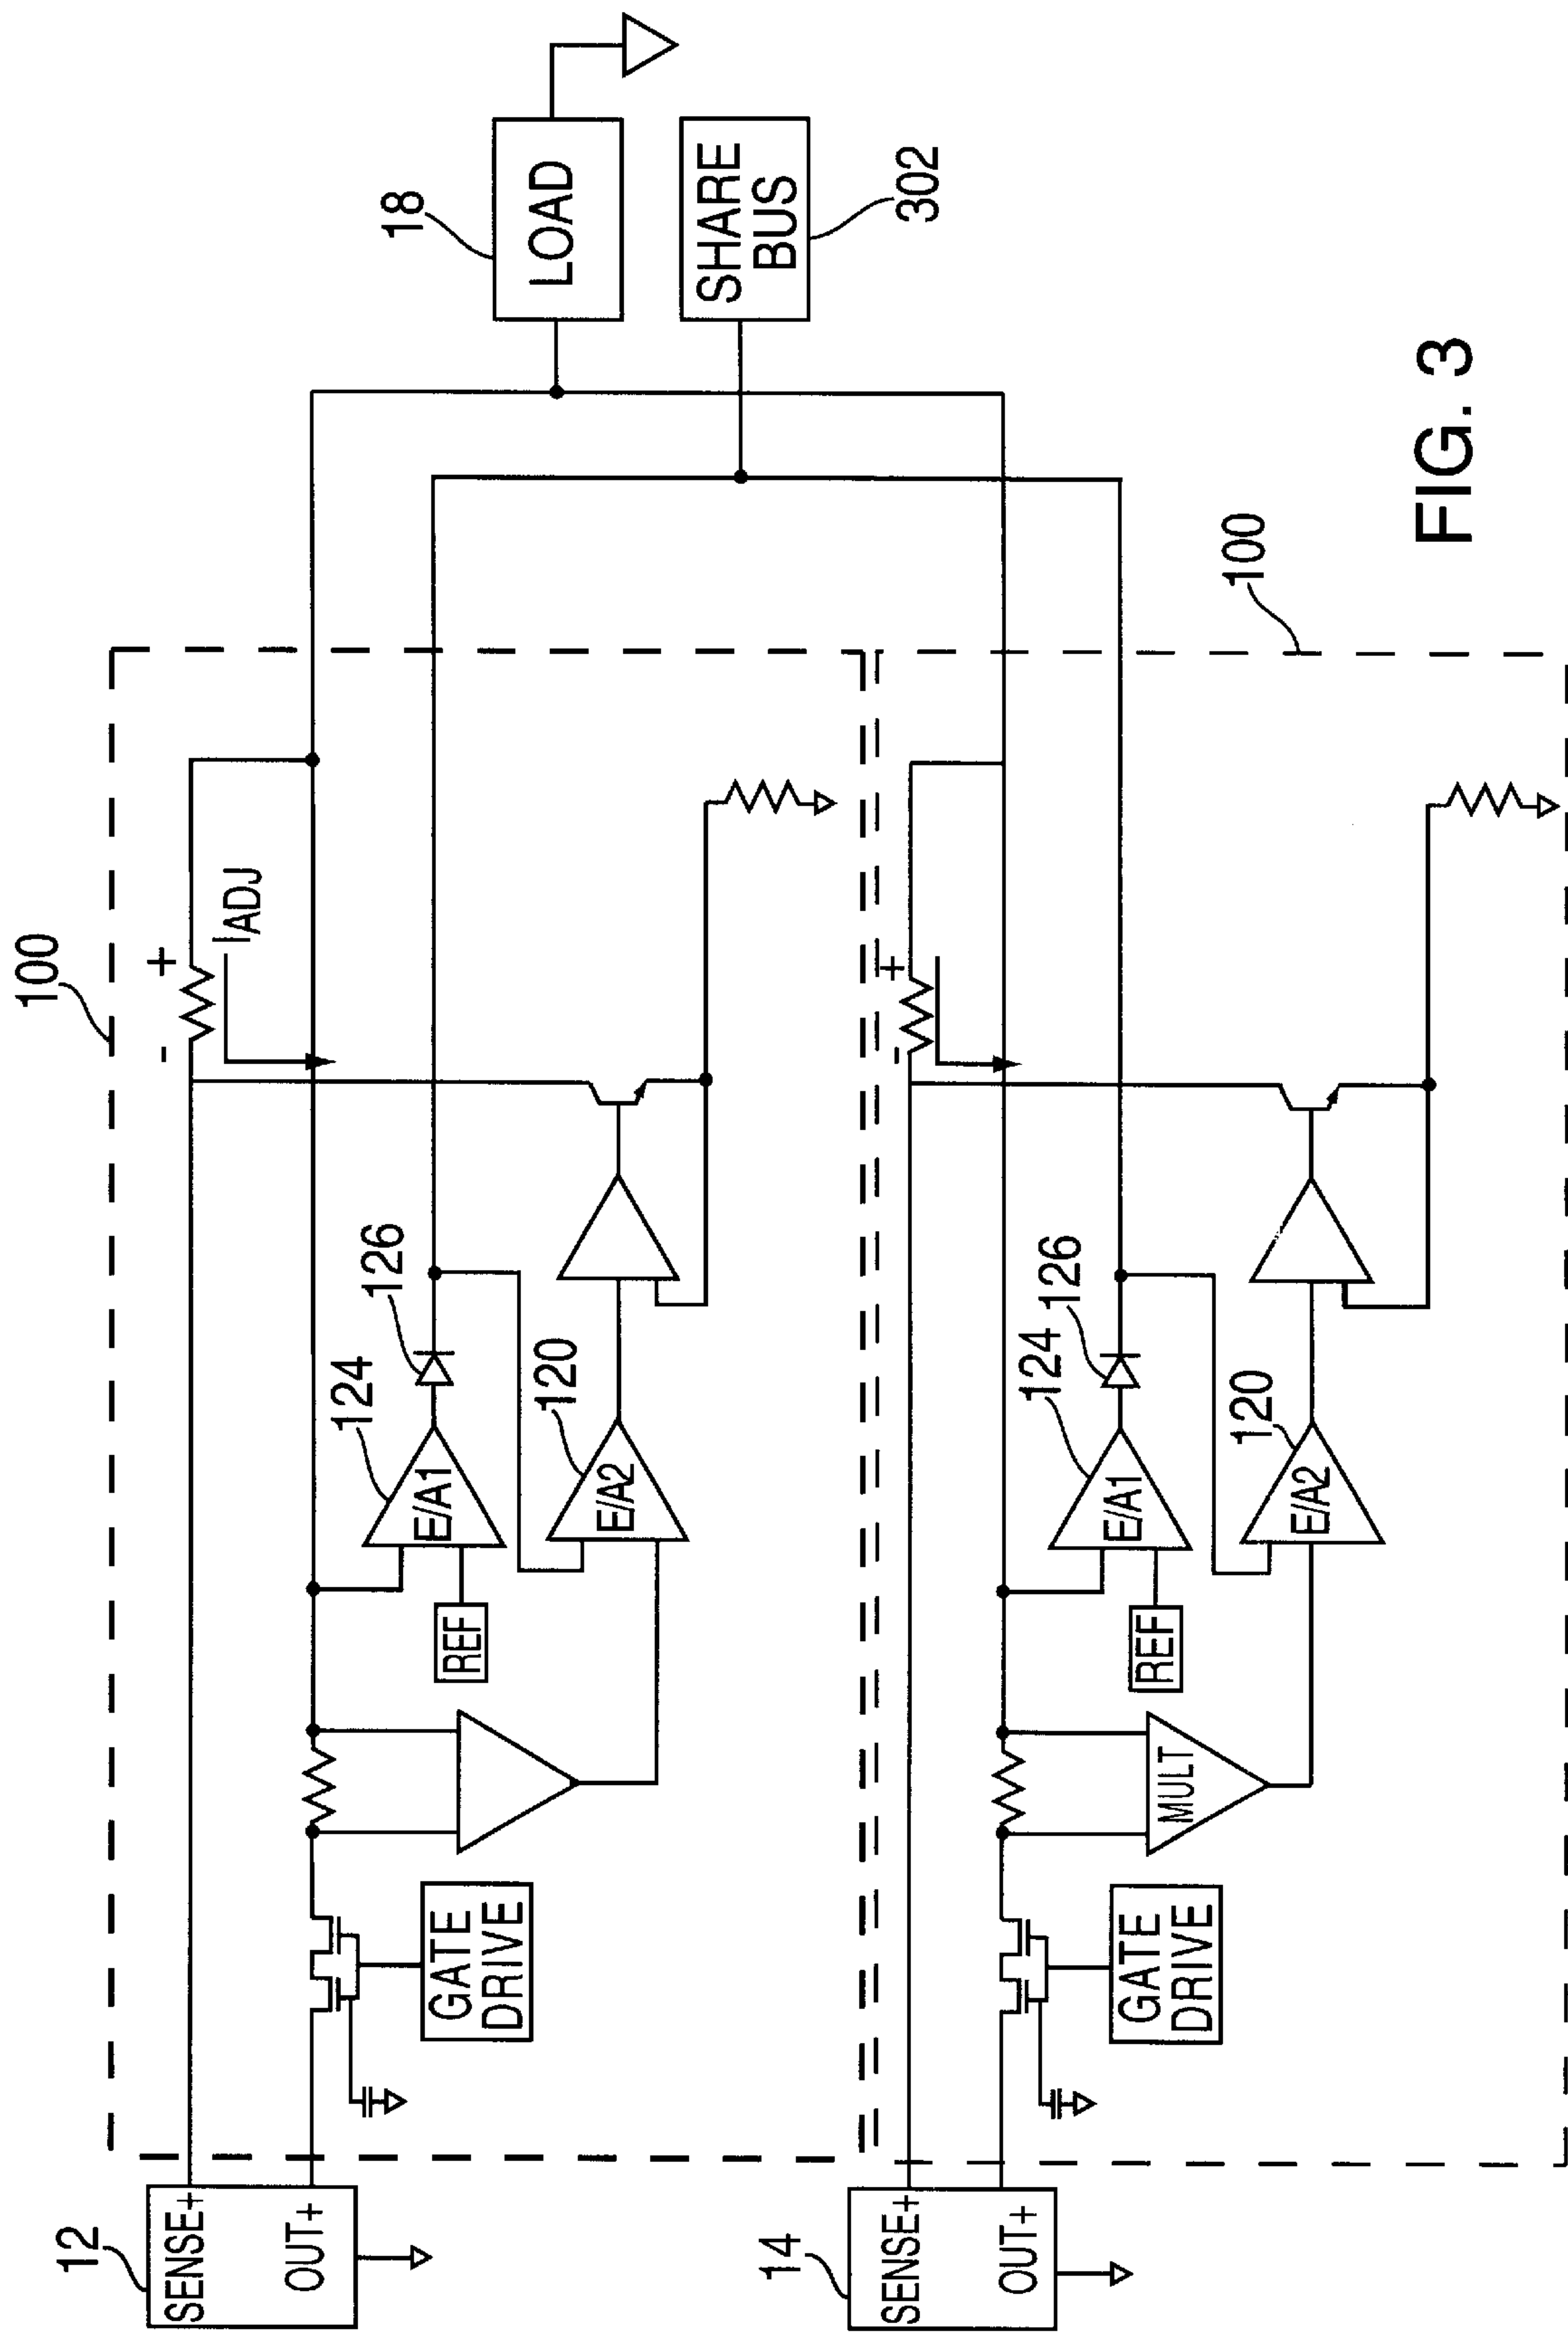 100
100
12
SENSE+
OUT+
- +
I ADJ
GATE
DRIVE
REF
124
E/A1
126
120
E/A2
18
LOAD
SHARE
BUS
302
14
SENSE+
OUT+
- +
GATE
DRIVE
MULT
REF
124
E/A1
126
120
E/A2
FIG. 3